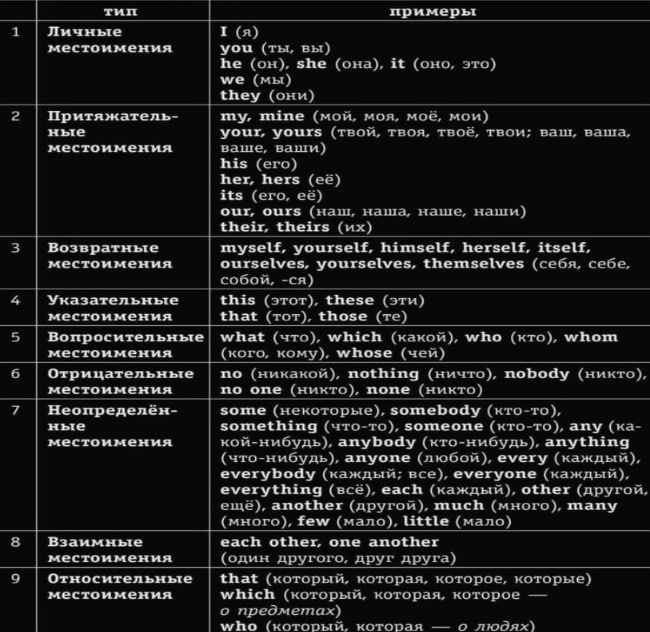 тип примеры
1 Личные местоимения
I (я)
you (ты, вы)
he (он), she (она), it (оно, это)
we (мы)
they (они)
2 Притяжатель-
ные
местоимения
my, mine (мой, моя, моё, мои)
your, yours (твой, твоя, твоё, твои; ваш, ваша,
ваше, ваши)
his (его)
her, hers (её)
its (его, её)
our, ours (наш, наша, наше, наши)
their, theirs (их)
3 Возвратные
местоимения
myself, yourself, himself, herself, itself,
ourselves, yourselves, themselves (себя, себе,
собой, -ся)
4 Указательные
местоимения
this (этот), these (эти)
that (тот), those (те)
5 Вопросительные
местоимения
what (что), which (какой), who (кто), whom
(кого, кому), whose (чей)
6 Отрицательные
местоимения
no (никакой), nothing (ничто), nobody (никто),
no one (никто), none (никто)
7 Неопределён-
ные
местоимения
some (некоторые), somebody (кто-то),
something (что-то), someone (кто-то), any (ка-
кой-нибудь), anybody (кто-нибудь), anything
(что-нибудь), anyone (любой), every (каждый),
everybody (каждый; все), everyone (каждый),
everything (всё), each (каждый), other (другой,
ещё), another (другой), much (много), many
(много), few (мало), little (мало)
8 Взаимные
местоимения
each other, one another
(один другого, друг друга)
9 Относительные
местоимения
that (который, которая, которое, которые)
which (который, которая, которое —
о предметах)
who (который, которая — о людях)